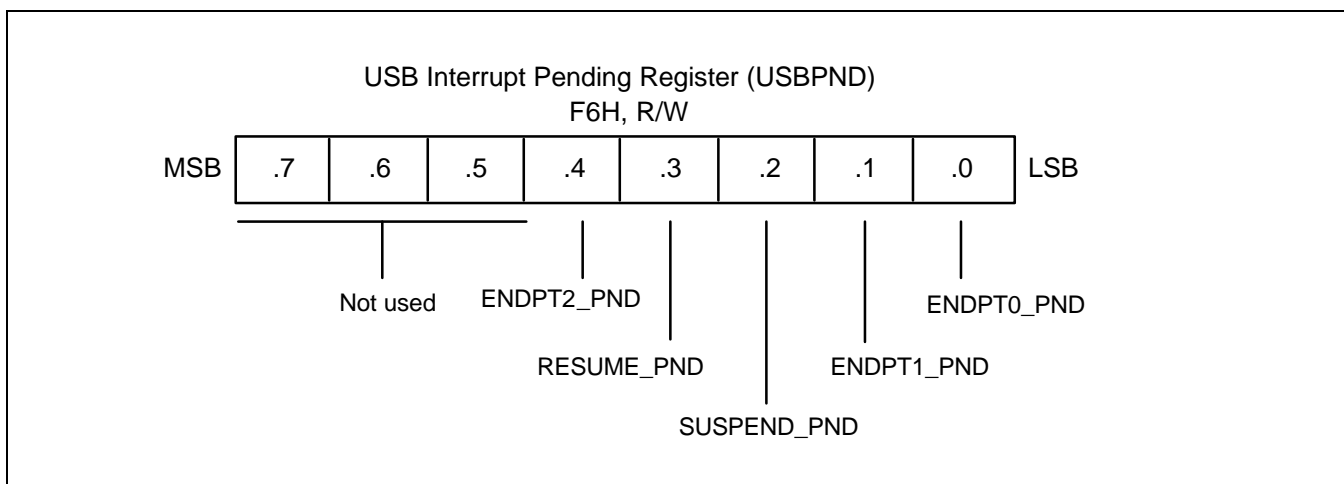 USB Interrupt Pending Register (USBPND)
F6H, R/W
MSB .7 .6 .5 .4 .3 .2 .1 .0 LSB
Not used ENDPT2_PND ENDPT0_PND
RESUME_PND ENDPT1_PND
SUSPEND_PND